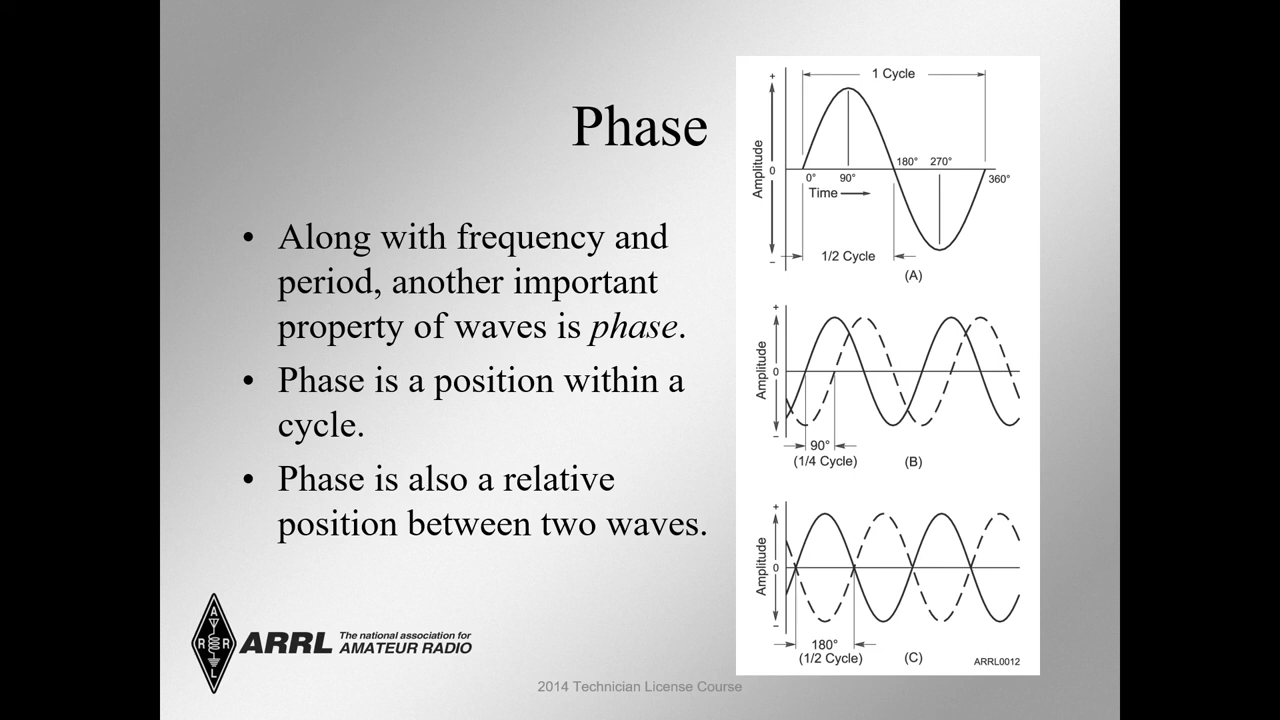 Phase
• Along with frequency and
period, another important
property of waves is phase.
• Phase is a position within a
cycle.
• Phase is also a relative
position between two waves.
1 Cycle
+
Amplitude
0
180° 270°
0° 90° 360°
Time
−
1/2 Cycle
(A)
+
Amplitude
0
−
90°
(1/4 Cycle) (B)
+
Amplitude
0
−
180°
(1/2 Cycle) (C) ARRL0012
A
R R
L
ARRL The national association for
AMATEUR RADIO
2014 Technician License Course